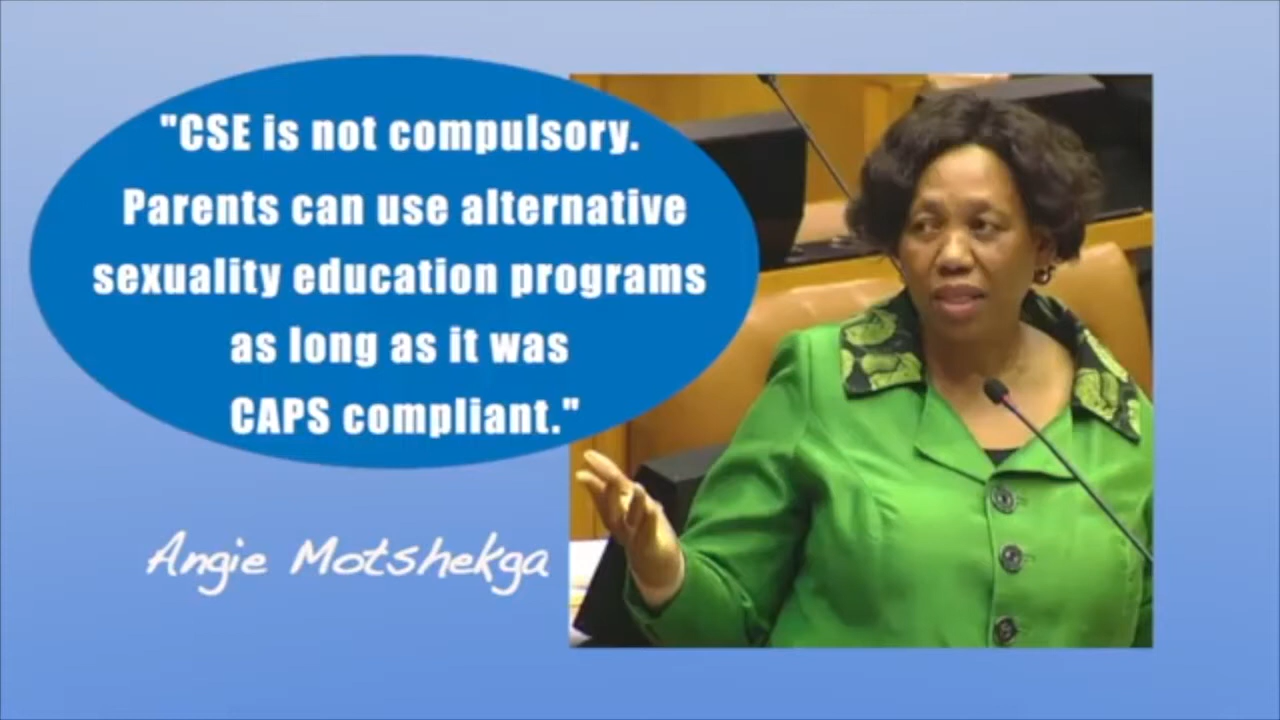 "CSE is not compulsory.
Parents can use alternative
sexuality education programs
as long as it was
CAPS compliant."
Angie Motshekga